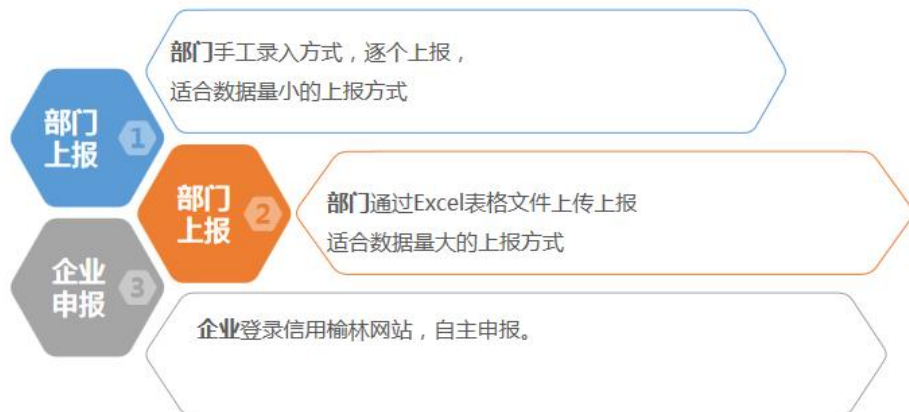 部门手工录入方式，逐个上报，
适合数据量小的上报方式
部门
上报
1
部门
上报
2
部门通过Excel表格文件上传上报
适合数据量大的上报方式
企业
申报
3
企业登录信用榆林网站，自主申报。